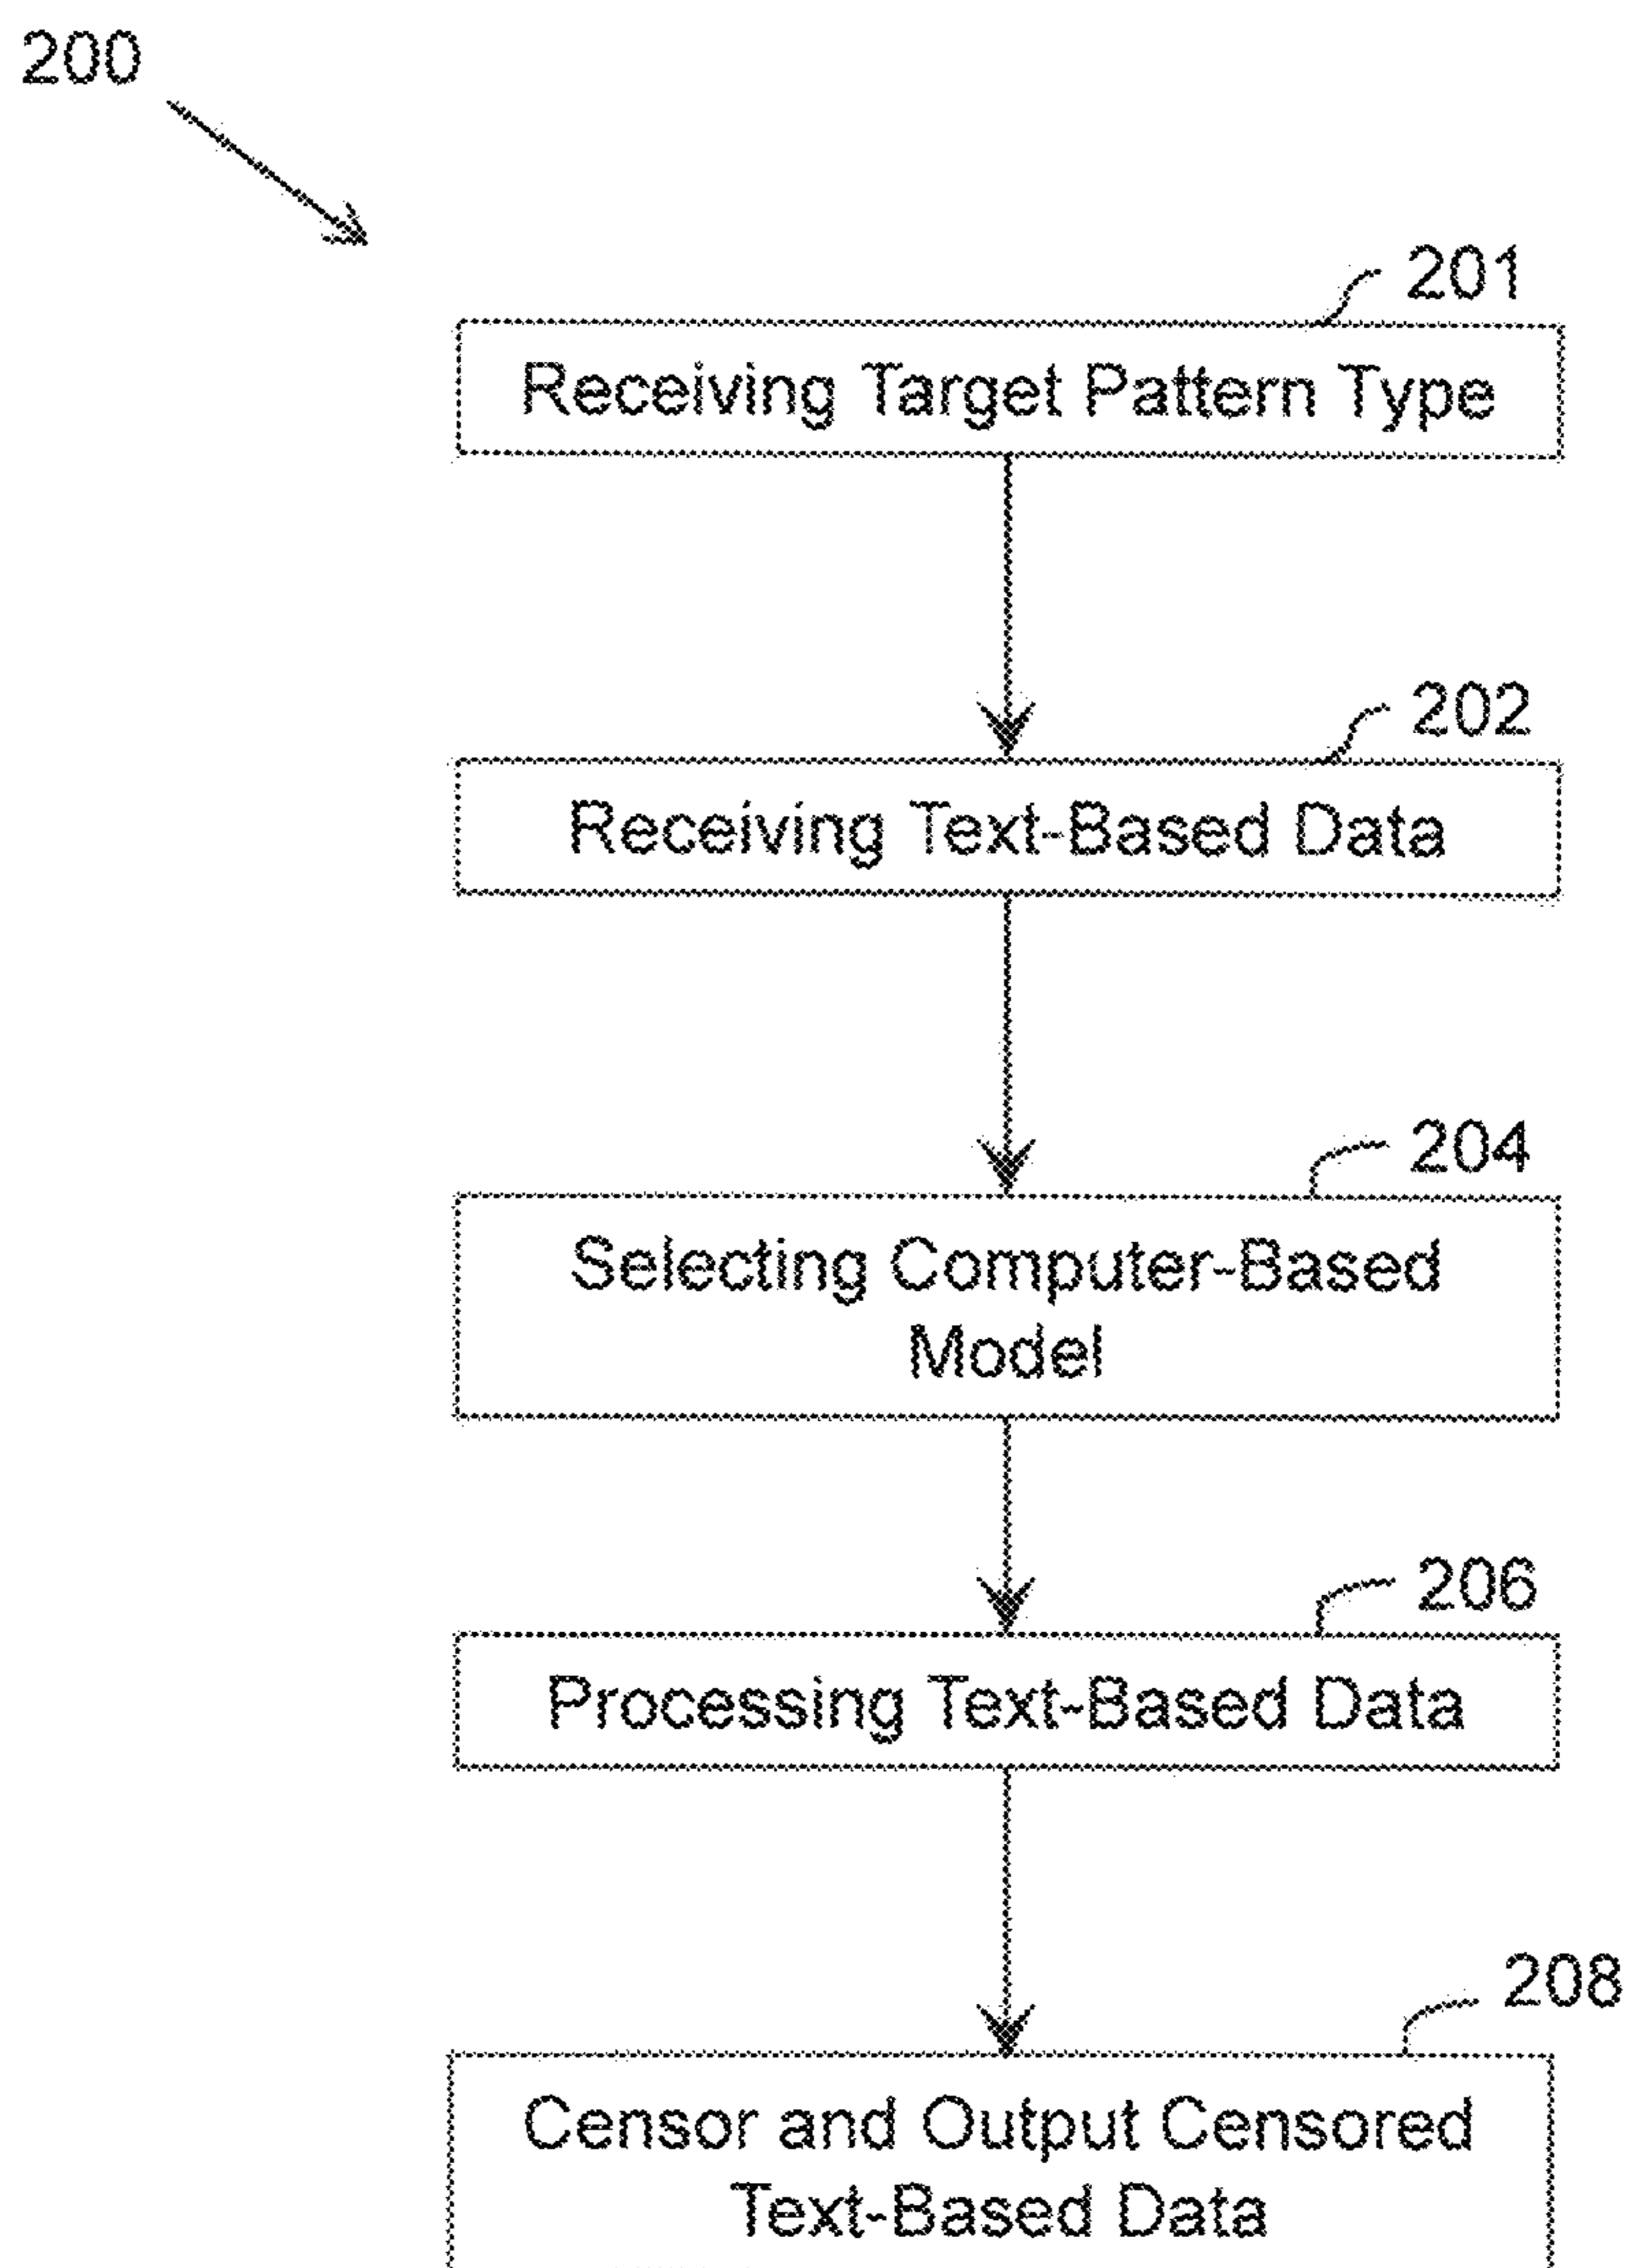 200
201
Receiving Target Pattern Type
202
Receiving Text-Based Data
204
Selecting Computer-Based
Model
206
Processing Text-Based Data
208
Censor and Output Censored
Text-Based Data